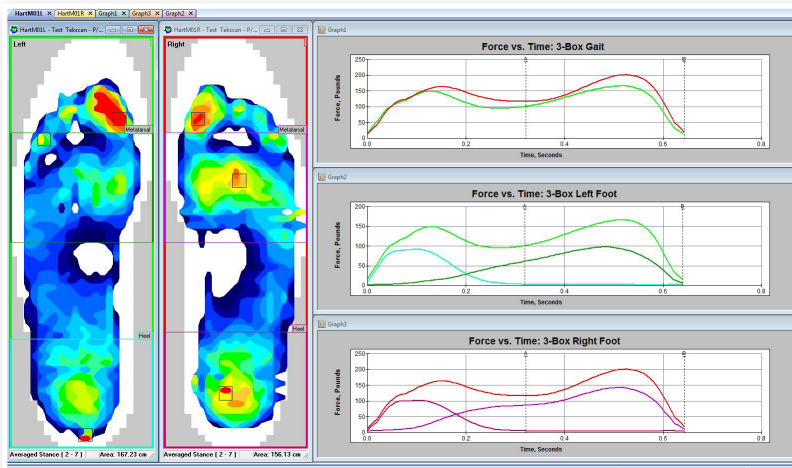 HartM01L × HartM01R × Graph1 × Graph3 × Graph2 ×
HartM01L - Test Tekscan - P/...
Left
Metatarsal
Heel
Averaged Stance ( 2 - 7 ) Area: 167.23 cm
HartM01R - Test Tekscan - P/...
Right
Metatarsal
Heel
Averaged Stance ( 2 - 7 ) Area: 156.13 cm
Graph1
Force vs. Time: 3-Box Gait
Force, Pounds
250
200
150
100
50
0
A
B
0.0 0.2 0.4 0.6 0.8
Time, Seconds
Graph2
Force vs. Time: 3-Box Left Foot
Force, Pounds
200
150
100
50
0
A
B
0.0 0.2 0.4 0.6 0.8
Time, Seconds
Graph3
Force vs. Time: 3-Box Right Foot
Force, Pounds
250
200
150
100
50
0
A
B
0.0 0.2 0.4 0.6 0.8
Time, Seconds